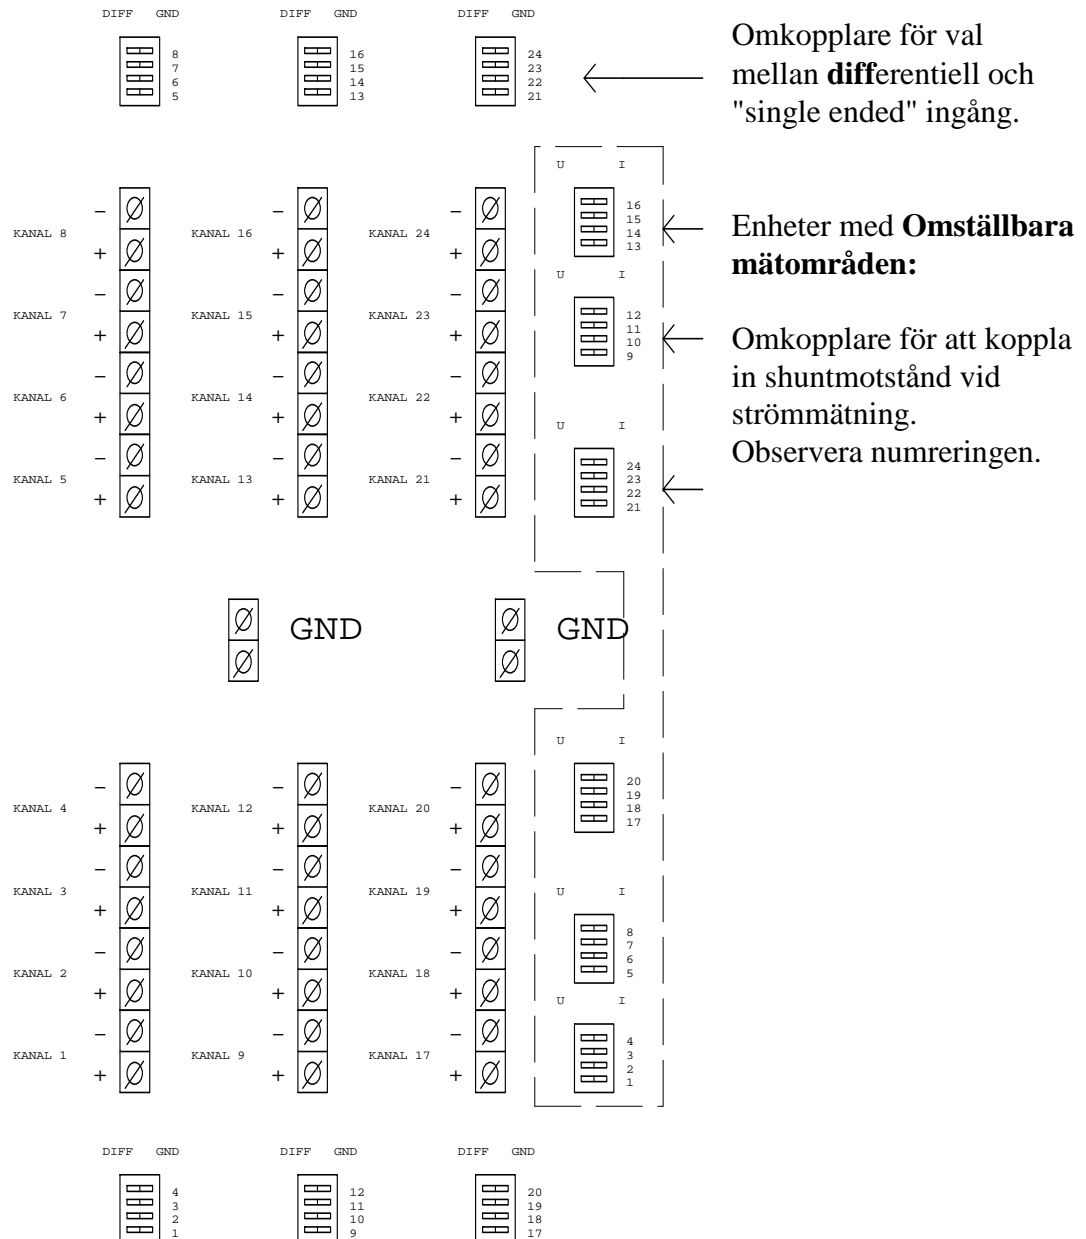 DIFF GND DIFF GND DIFF GND
8 16 24
7 15 23
6 14 22
5 13 21
Omkopplare för val
mellan differentiell och
"single ended" ingång.
U I
16
15
14
13
Enheter med Omställbara
mätområden:
U I
12
11
10
9
Omkopplare för att koppla
in shuntmotstånd vid
strömmätning.
Observera numreringen.
U I
24
23
22
21
− − −
KANAL 8 KANAL 16 KANAL 24
+ + +
− − −
KANAL 7 KANAL 15 KANAL 23
+ + +
− − −
KANAL 6 KANAL 14 KANAL 22
+ + +
− − −
KANAL 5 KANAL 13 KANAL 21
+ + +
GND GND
− − −
KANAL 4 KANAL 12 KANAL 20
+ + +
− − −
KANAL 3 KANAL 11 KANAL 19
+ + +
− − −
KANAL 2 KANAL 10 KANAL 18
+ + +
− − −
KANAL 1 KANAL 9 KANAL 17
+ + +
U I
20
19
18
17
U I
8
7
6
5
U I
4
3
2
1
DIFF GND DIFF GND DIFF GND
4 12 20
3 11 19
2 10 18
1 9 17